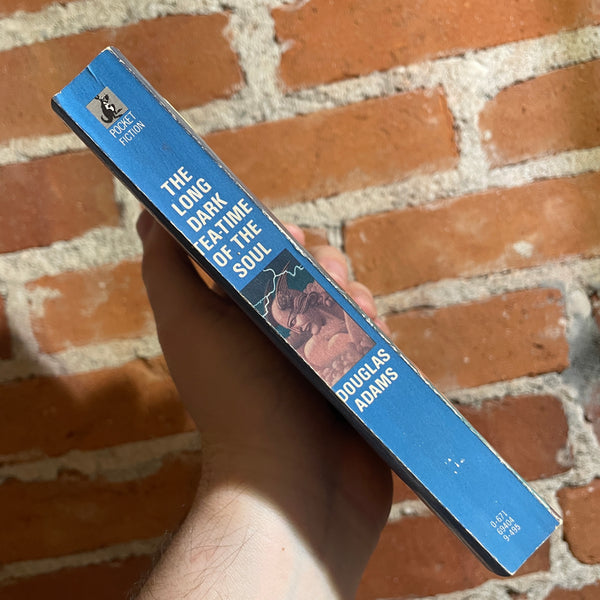 POCKET
FICTION
THE
LONG
DARK
TEA-TIME
OF THE
SOUL
DOUGLAS
ADAMS
0-671
69404
9-495